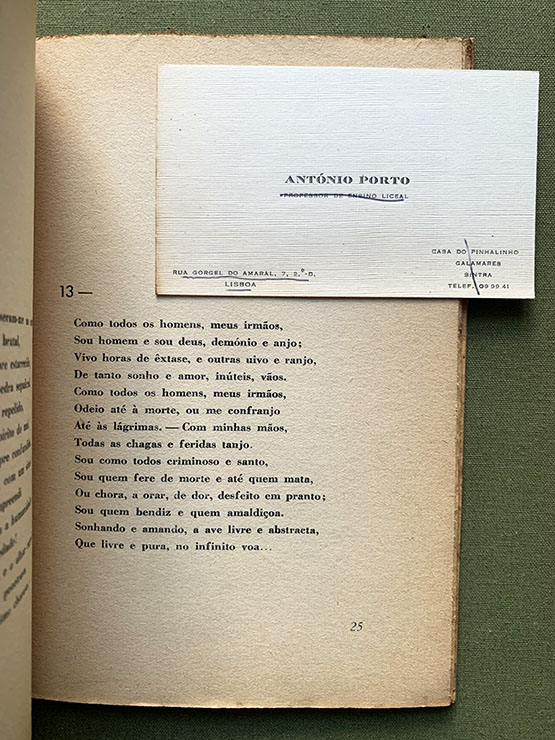 ANTÓNIO PORTO
PROFESSOR DE ENSINO LICEAL
RUA GORGEL DO AMARAL, 7, 2.º-D.
LISBOA
CASA DO PINHALINHO
GALAMARES
SINTRA
TELEF. 09 99 41
13 —
Como todos os homens, meus irmãos,
Sou homem e sou deus, demónio e anjo;
Vivo horas de êxtase, e outras uivo e ranjo,
De tanto sonho e amor, inúteis, vãos.
Como todos os homens, meus irmãos,
Odeio até à morte, ou me confranjo
Até às lágrimas. — Com minhas mãos,
Todas as chagas e feridas tanjo.
Sou como todos criminoso e santo,
Sou quem fere de morte e até quem mata,
Ou chora, a orar, de dor, desfeito em pranto;
Sou quem bendiz e quem amaldiçoa.
Sonhando e amando, a ave livre e abstracta,
Que livre e pura, no infinito voa...
25
brutal,
repelido,